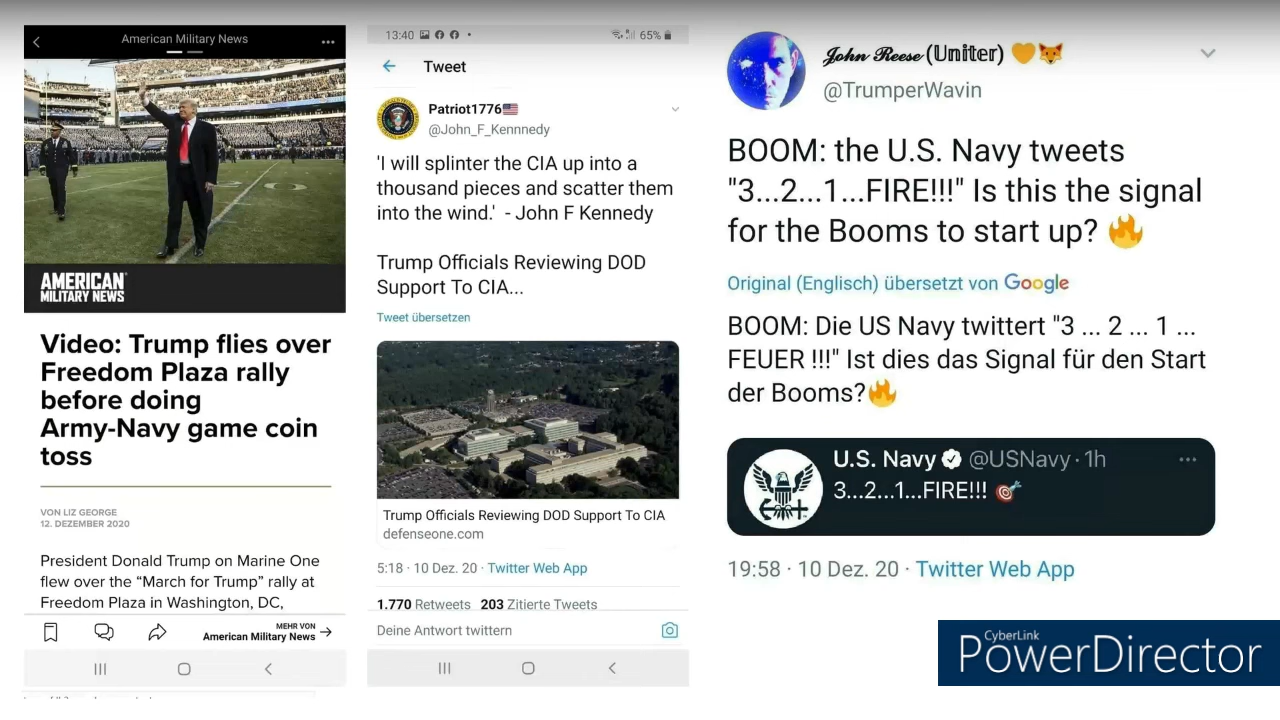 American Military News
AMERICAN
MILITARY NEWS
Video: Trump flies over
Freedom Plaza rally
before doing
Army-Navy game coin
toss
VON LIZ GEORGE
12. DEZEMBER 2020
President Donald Trump on Marine One
flew over the “March for Trump” rally at
Freedom Plaza in Washington, DC,
MEHR VON
American Military News
13:40
65%
Tweet
Patriot1776
@John_F_Kennnedy
'I will splinter the CIA up into a
thousand pieces and scatter them
into the wind.' - John F Kennedy
Trump Officials Reviewing DOD
Support To CIA...
Tweet übersetzen
Trump Officials Reviewing DOD Support To CIA
defenseone.com
5:18 · 10 Dez. 20 · Twitter Web App
1.770 Retweets 203 Zitierte Tweets
Deine Antwort twittern
John Reese (Uniter)
@TrumperWavin
BOOM: the U.S. Navy tweets
"3...2...1...FIRE!!!" Is this the signal
for the Booms to start up? 🔥
Original (Englisch) übersetzt von Google
BOOM: Die US Navy twittert "3 ... 2 ... 1 ...
FEUER !!!" Ist dies das Signal für den Start
der Booms?🔥
U.S. Navy @USNavy · 1h
3...2...1...FIRE!!! 🎯
19:58 · 10 Dez. 20 · Twitter Web App
CyberLink
PowerDirector